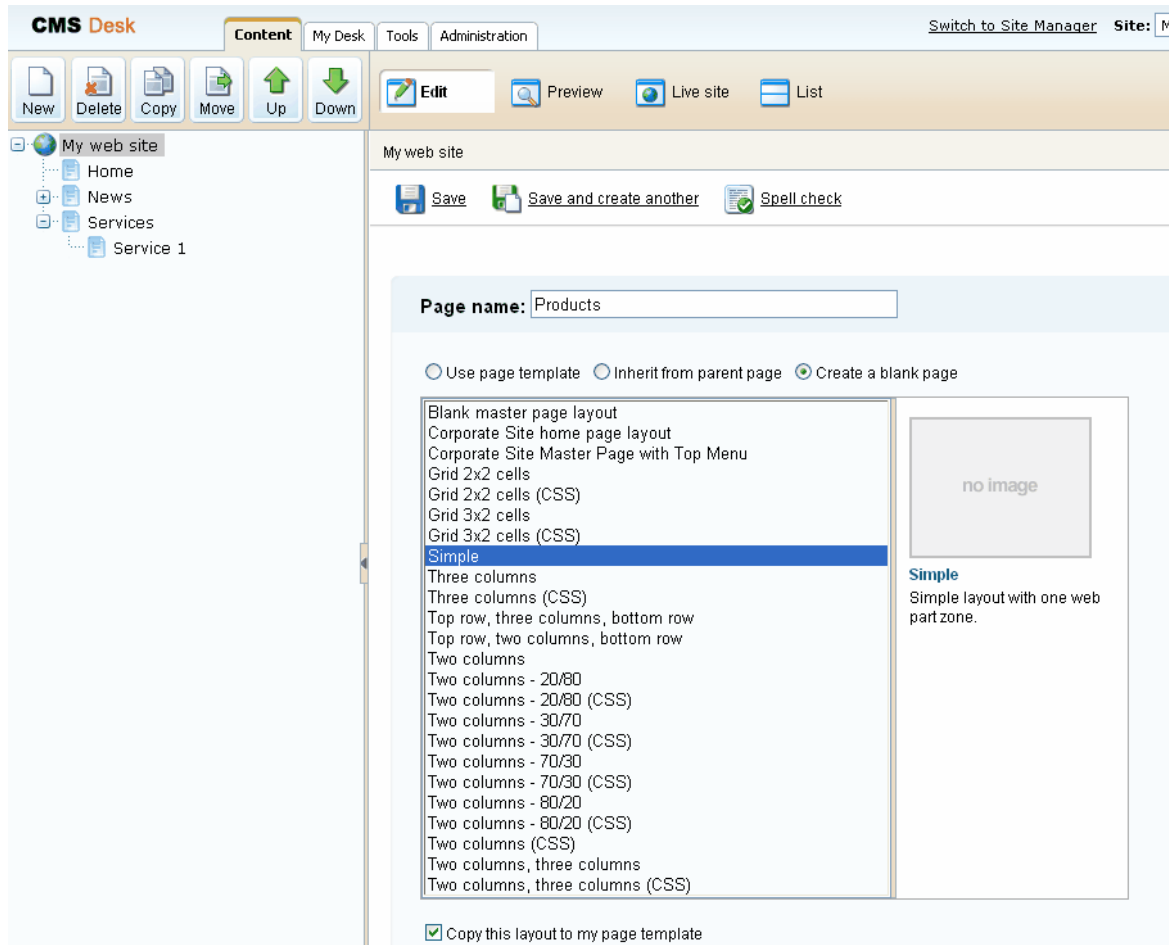 CMS Desk
Content My Desk Tools Administration
Switch to Site Manager Site: M
New Delete Copy Move Up Down
Edit Preview Live site List
My web site
Home
News
Services
Service 1
My web site
Save Save and create another Spell check
Page name: Products
Use page template Inherit from parent page Create a blank page
Blank master page layout
Corporate Site home page layout
Corporate Site Master Page with Top Menu
Grid 2x2 cells
Grid 2x2 cells (CSS)
Grid 3x2 cells
Grid 3x2 cells (CSS)
Simple
Three columns
Three columns (CSS)
Top row, three columns, bottom row
Top row, two columns, bottom row
Two columns
Two columns - 20/80
Two columns - 20/80 (CSS)
Two columns - 30/70
Two columns - 30/70 (CSS)
Two columns - 70/30
Two columns - 70/30 (CSS)
Two columns - 80/20
Two columns - 80/20 (CSS)
Two columns (CSS)
Two columns, three columns
Two columns, three columns (CSS)
no image
Simple
Simple layout with one web
part zone.
Copy this layout to my page template